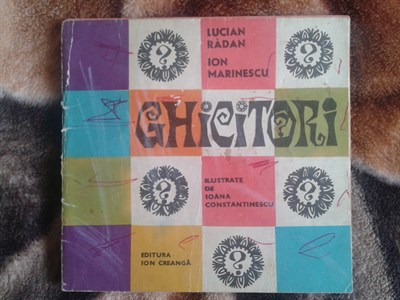 LUCIAN
RĂDAN
ION
MARINESCU
GHICITORI
ILUSTRATE
DE
IOANA
CONSTANTINESCU
EDITURA
ION CREANGĂ